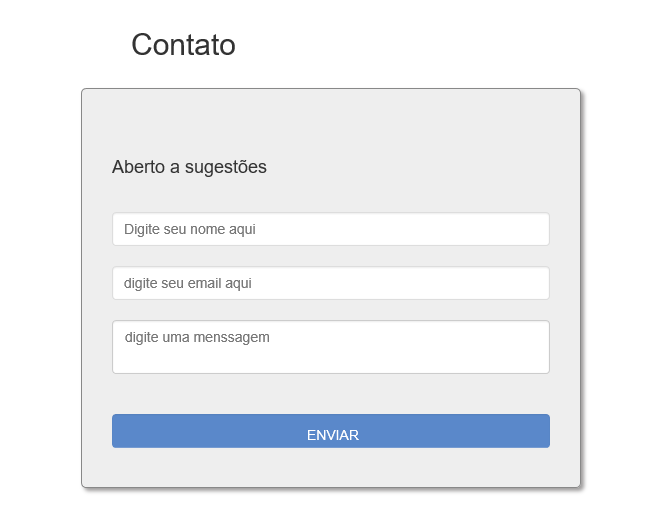 Contato
Aberto a sugestões
Digite seu nome aqui
digite seu email aqui
digite uma menssagem
ENVIAR